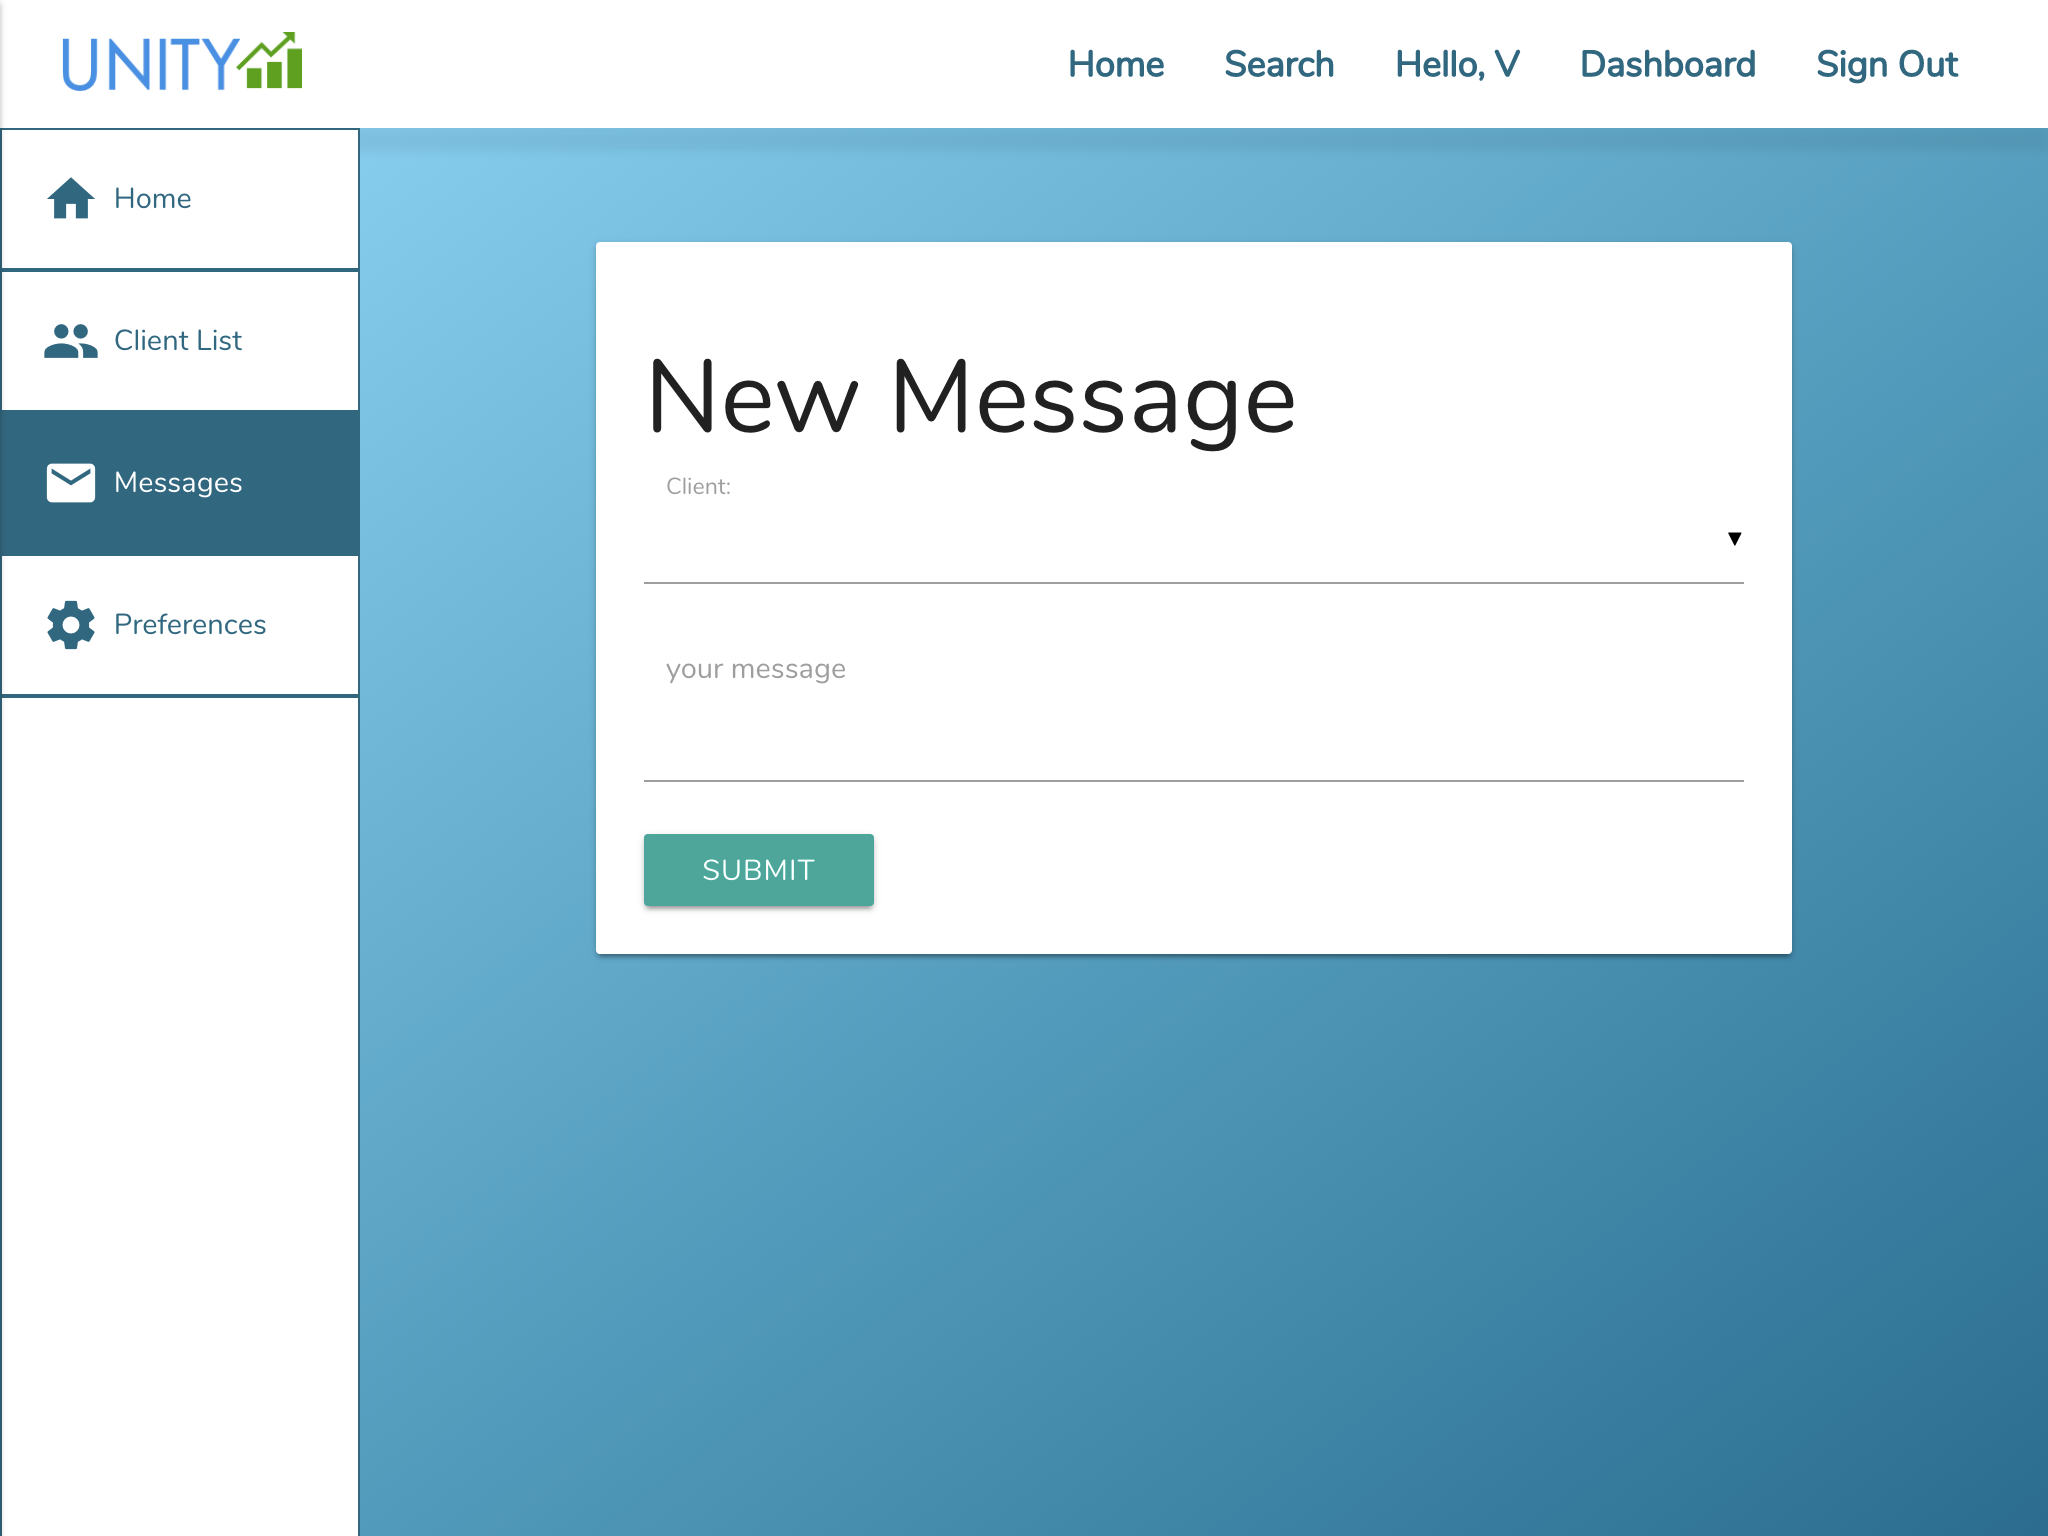 UNITY
Home Search Hello, V Dashboard Sign Out
Home
Client List
Messages
Preferences
New Message
Client:
▼
your message
SUBMIT